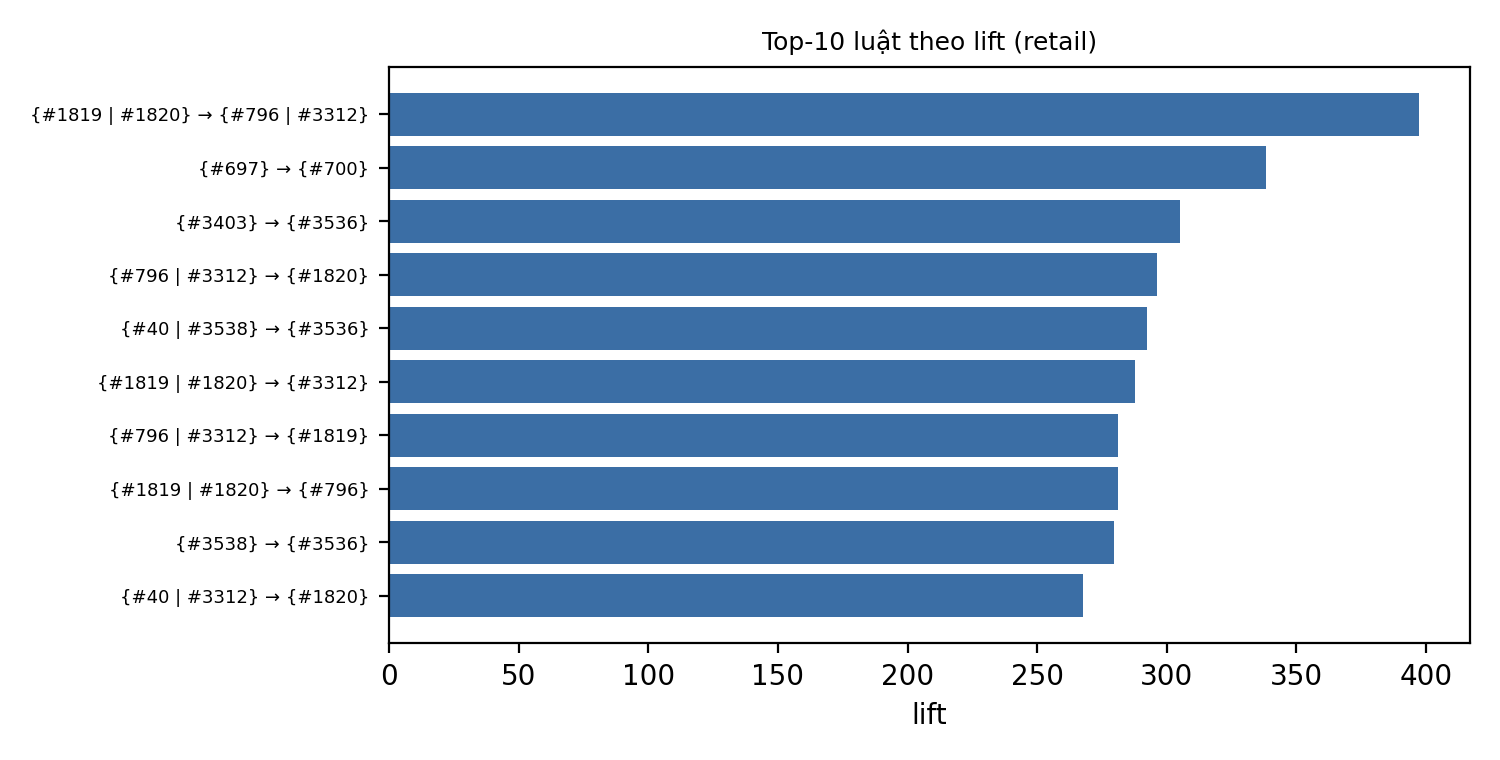 Top-10 luật theo lift (retail)
{#1819 | #1820} → {#796 | #3312}
{#697} → {#700}
{#3403} → {#3536}
{#796 | #3312} → {#1820}
{#40 | #3538} → {#3536}
{#1819 | #1820} → {#3312}
{#796 | #3312} → {#1819}
{#1819 | #1820} → {#796}
{#3538} → {#3536}
{#40 | #3312} → {#1820}
0 50 100 150 200 250 300 350 400
lift